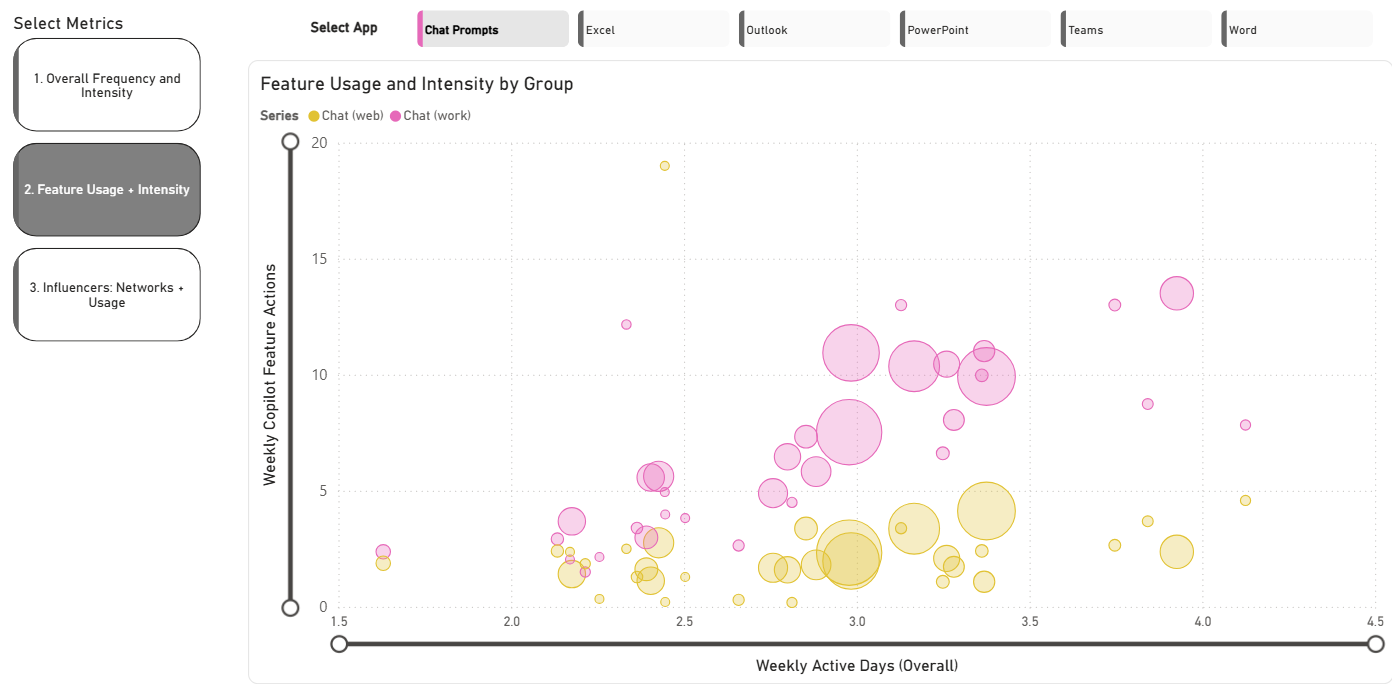 Select Metrics
1. Overall Frequency and
Intensity
2. Feature Usage + Intensity
3. Influencers: Networks +
Usage
Select App
Chat Prompts
Excel
Outlook
PowerPoint
Teams
Word
Feature Usage and Intensity by Group
Series
Chat (web)
Chat (work)
Weekly Copilot Feature Actions
20
15
10
5
0
1.5
2.0
2.5
3.0
3.5
4.0
4.5
Weekly Active Days (Overall)